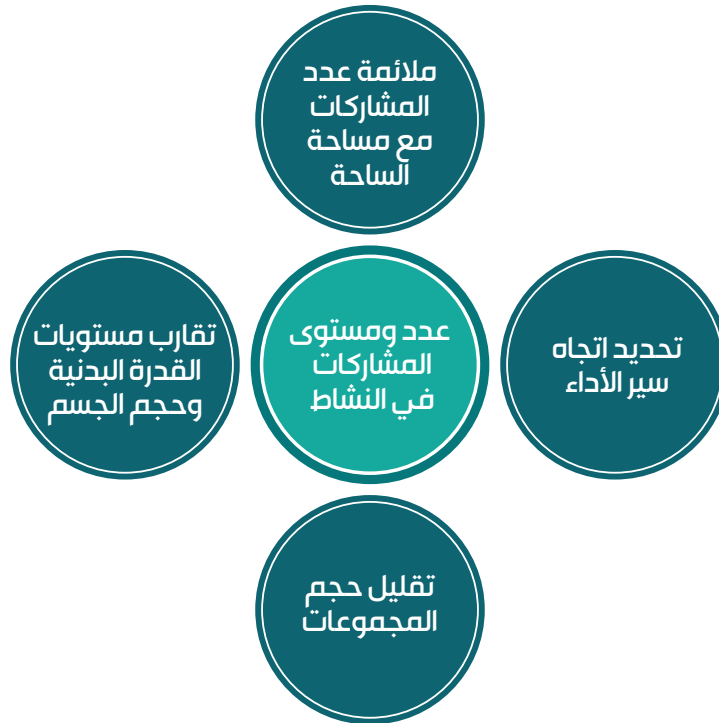 ملائمة عدد
المشاركات
مع مساحة
الساحة
تحديد اتجاه
سير الأداء
عدد ومستوى
المشاركات
في النشاط
تقارب مستويات
القدرة البدنية
وحجم الجسم
تقليل حجم
المجموعات